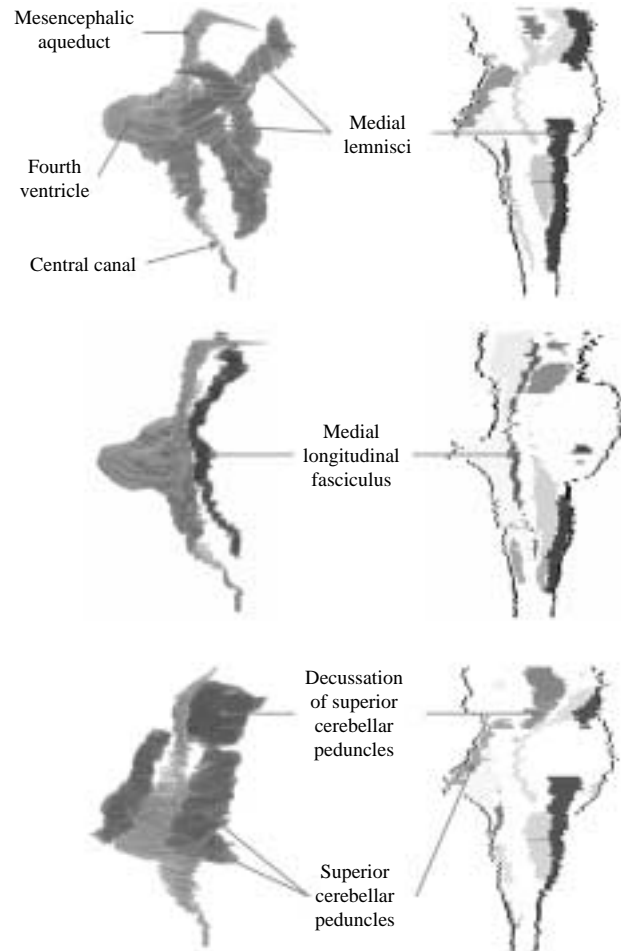 Mesencephalic
aqueduct
Medial
lemnisci
Fourth
ventricle
Central canal
Medial
longitudinal
fasciculus
Decussation
of superior
cerebellar
peduncles
Superior
cerebellar
peduncles